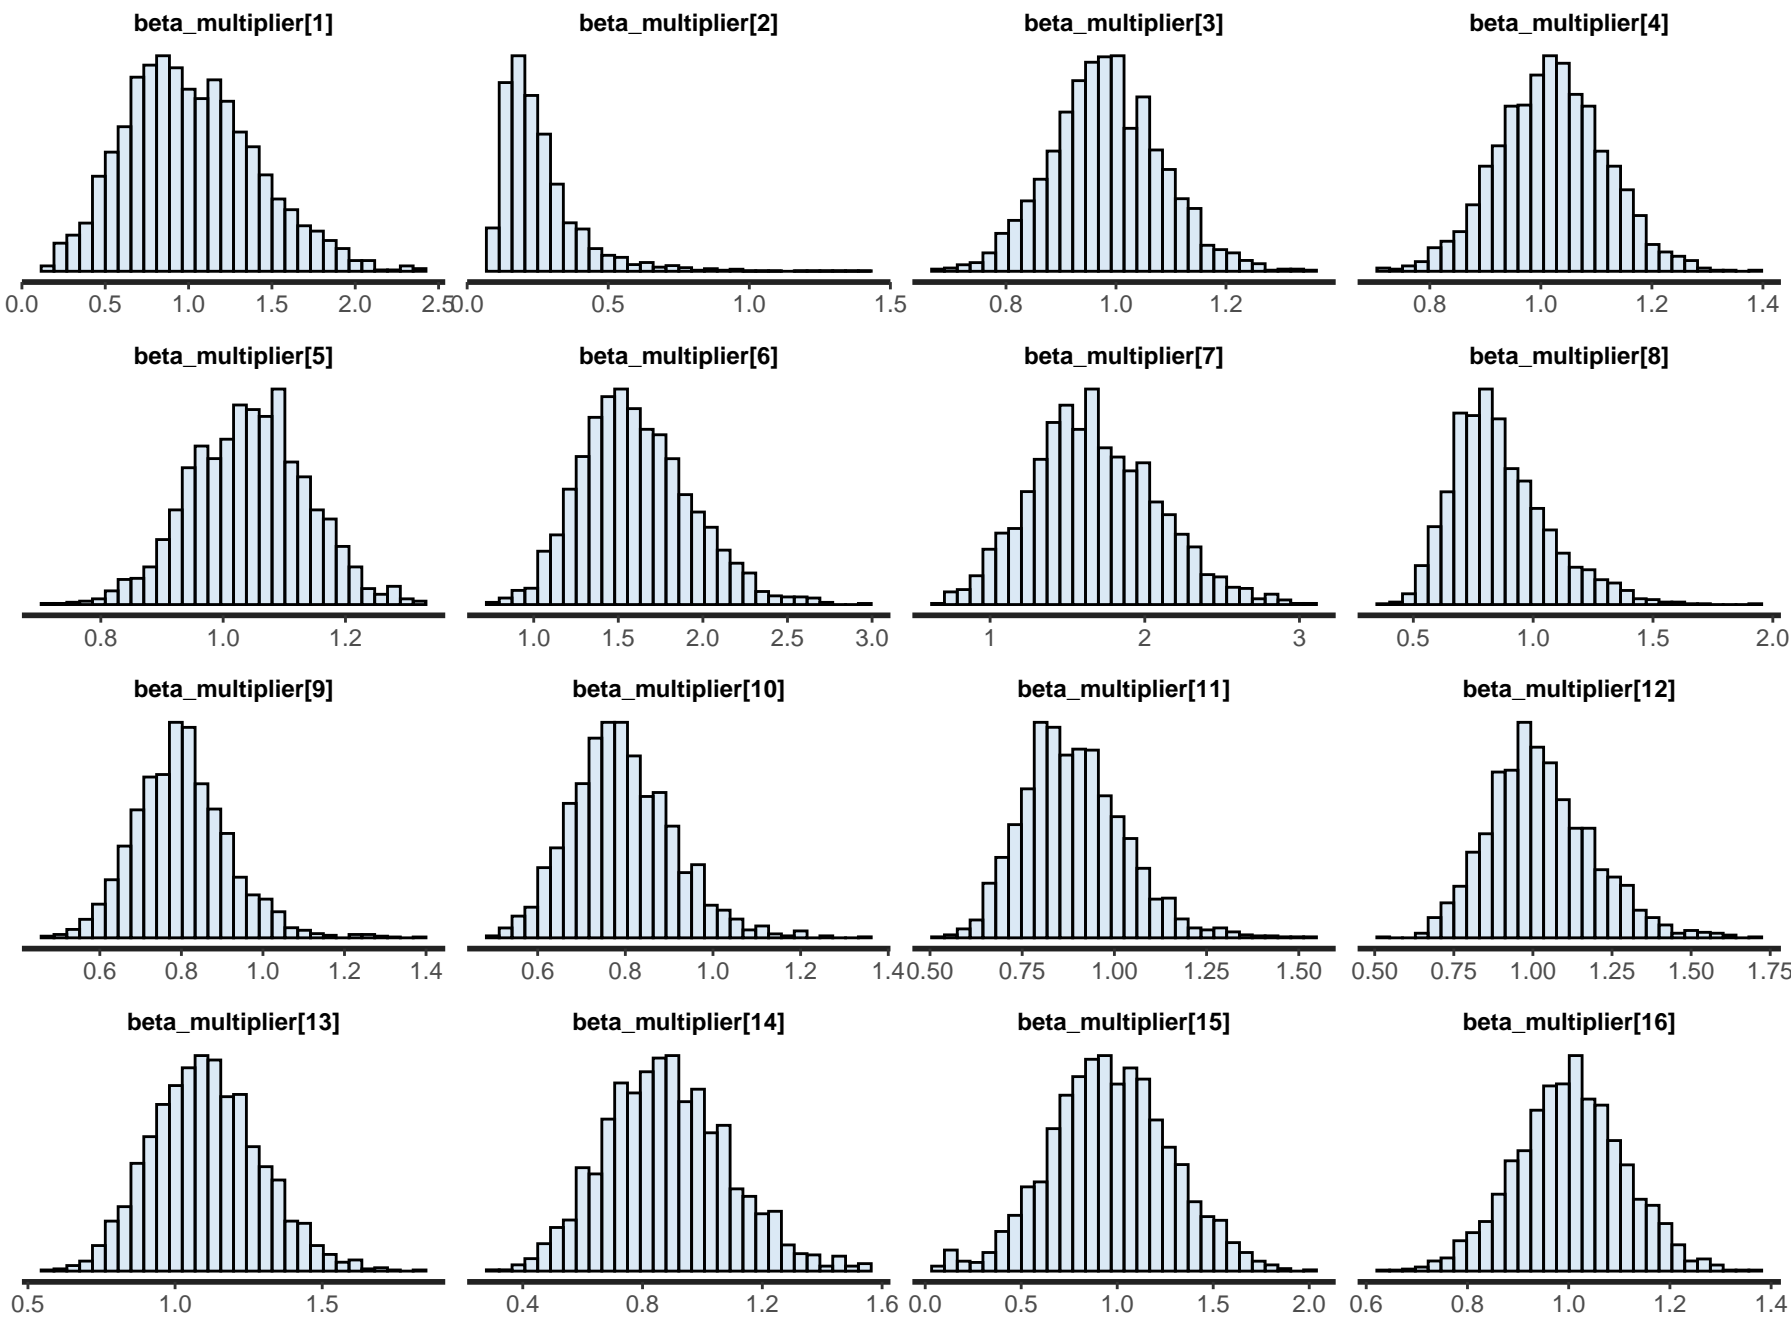 beta_multiplier[1] beta_multiplier[2] beta_multiplier[3] beta_multiplier[4]
0.0 0.5 1.0 1.5 2.0 2.5 0.0 0.5 1.0 1.5 0.8 1.0 1.2 0.8 1.0 1.2 1.4
beta_multiplier[5] beta_multiplier[6] beta_multiplier[7] beta_multiplier[8]
0.8 1.0 1.2 1.0 1.5 2.0 2.5 3.0 1 2 3 0.5 1.0 1.5 2.0
beta_multiplier[9] beta_multiplier[10] beta_multiplier[11] beta_multiplier[12]
0.6 0.8 1.0 1.2 1.4 0.6 0.8 1.0 1.2 1.4 0.50 0.75 1.00 1.25 1.50 0.50 0.75 1.00 1.25 1.50 1.75
beta_multiplier[13] beta_multiplier[14] beta_multiplier[15] beta_multiplier[16]
0.5 1.0 1.5 0.4 0.8 1.2 1.6 0.0 0.5 1.0 1.5 2.0 0.6 0.8 1.0 1.2 1.4